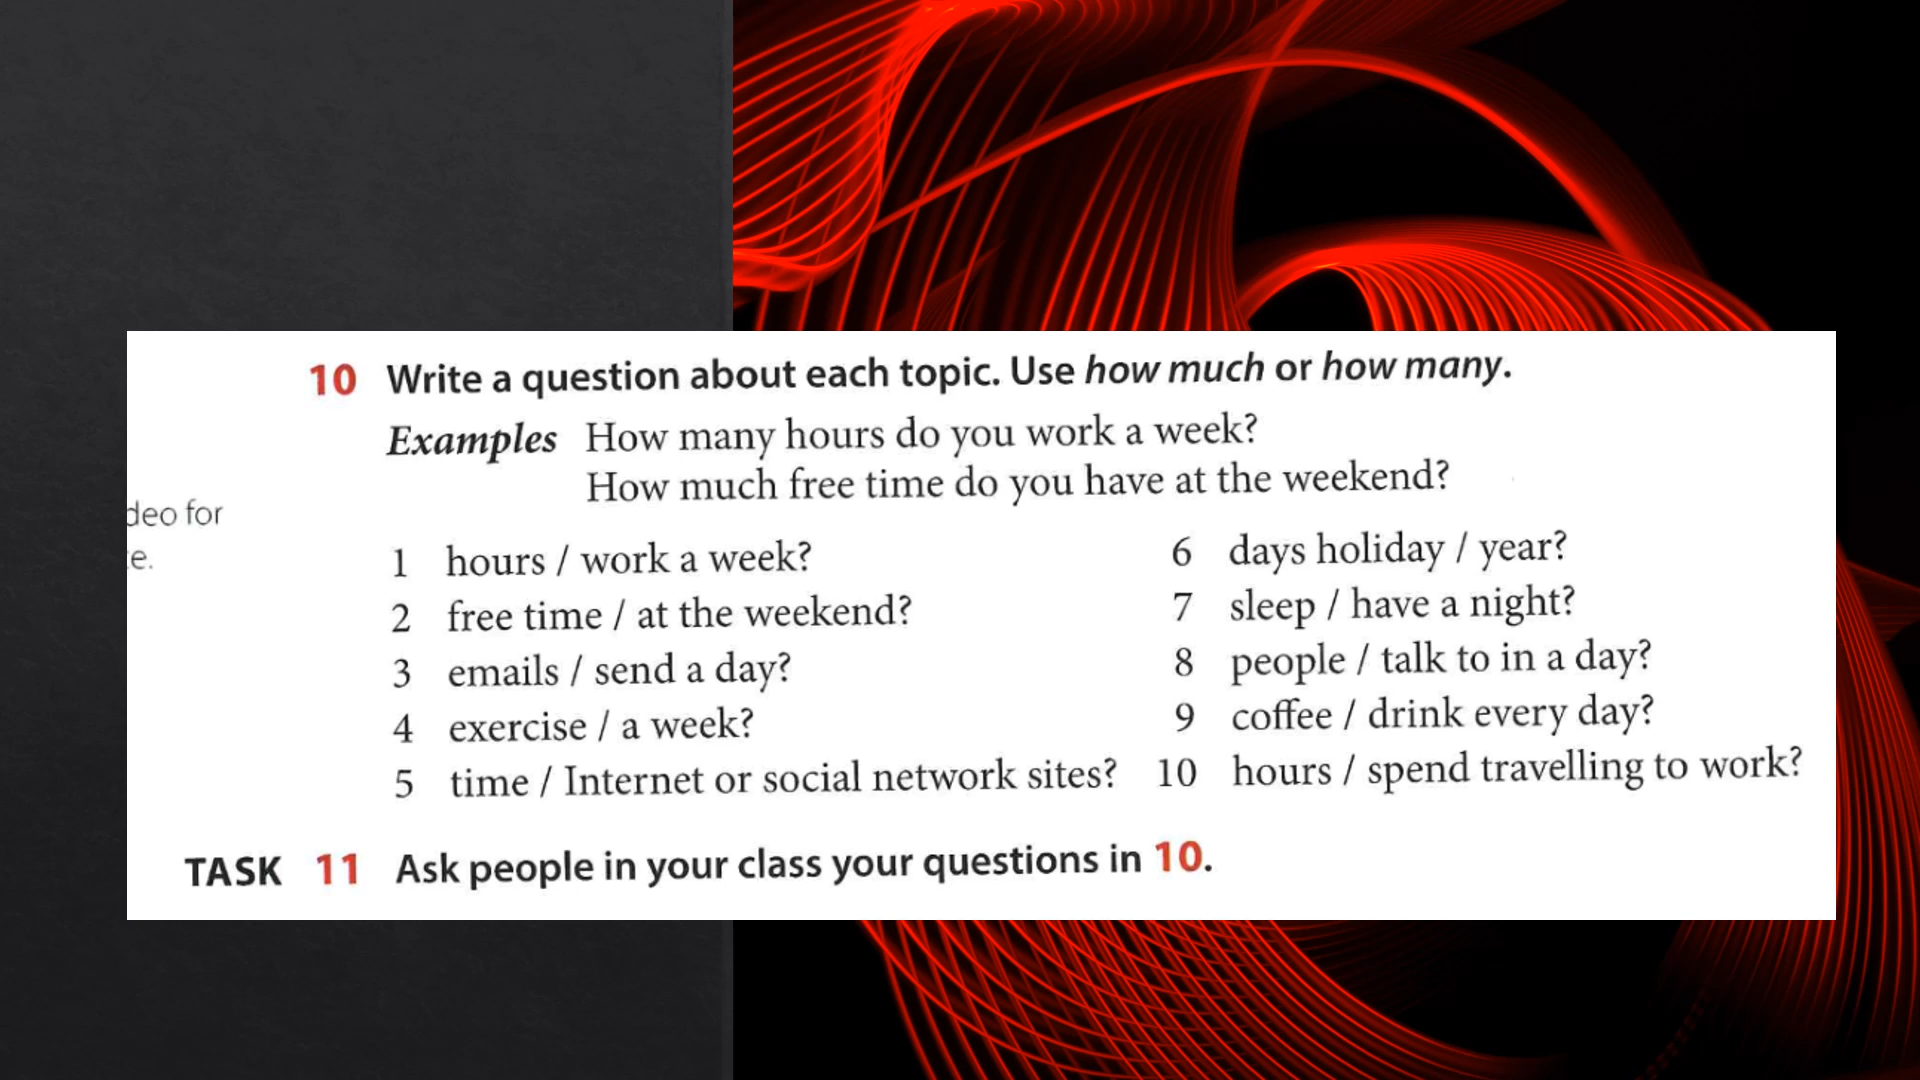 10 Write a question about each topic. Use how much or how many.
Examples How many hours do you work a week?
How much free time do you have at the weekend?
deo for
e.
1 hours / work a week?
2 free time / at the weekend?
3 emails / send a day?
4 exercise / a week?
5 time / Internet or social network sites?
6 days holiday / year?
7 sleep / have a night?
8 people / talk to in a day?
9 coffee / drink every day?
10 hours / spend travelling to work?
TASK 11 Ask people in your class your questions in 10.